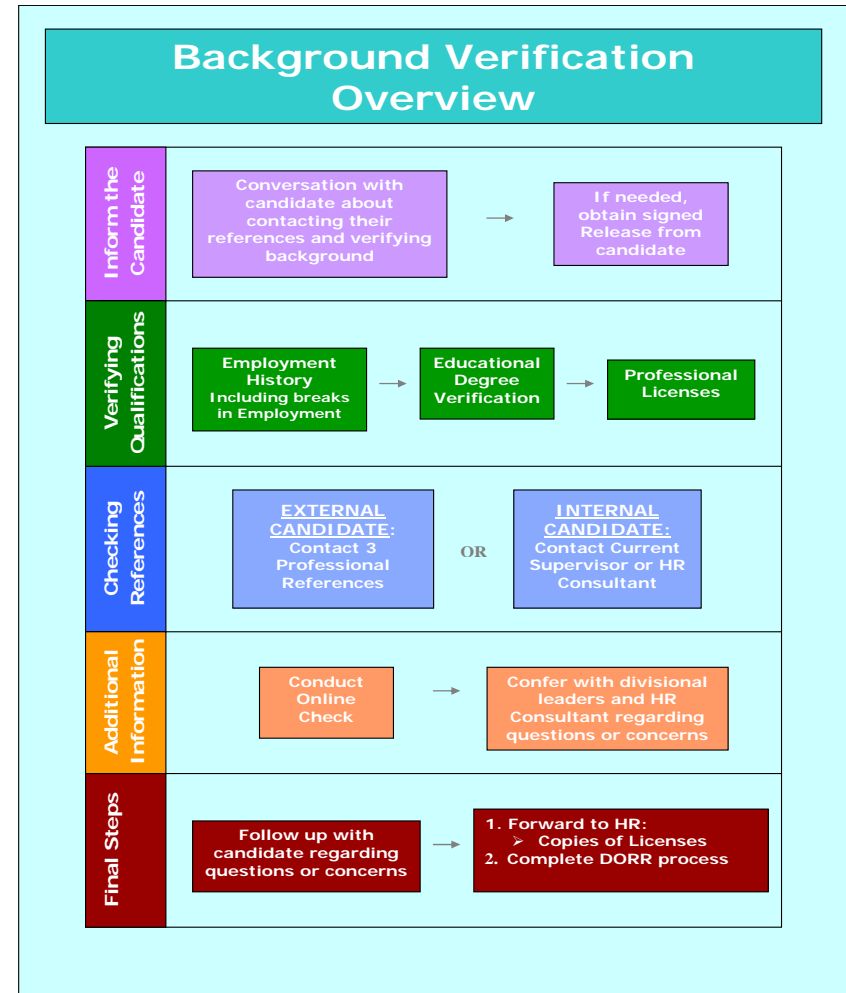 Background Verification
Overview
Inform the
Candidate
Conversation with
candidate about
contacting their
references and verifying
background
If needed,
obtain signed
Release from
candidate
Verifying
Qualifications
Employment
History
Including breaks
in Employment
Educational
Degree
Verification
Professional
Licenses
Checking
References
EXTERNAL
CANDIDATE:
Contact 3
Professional
References
OR
INTERNAL
CANDIDATE:
Contact Current
Supervisor or HR
Consultant
Additional
Information
Conduct
Online
Check
Confer with divisional
leaders and HR
Consultant regarding
questions or concerns
Final Steps
Follow up with
candidate regarding
questions or concerns
1. Forward to HR:
➢ Copies of Licenses
2. Complete DORR process